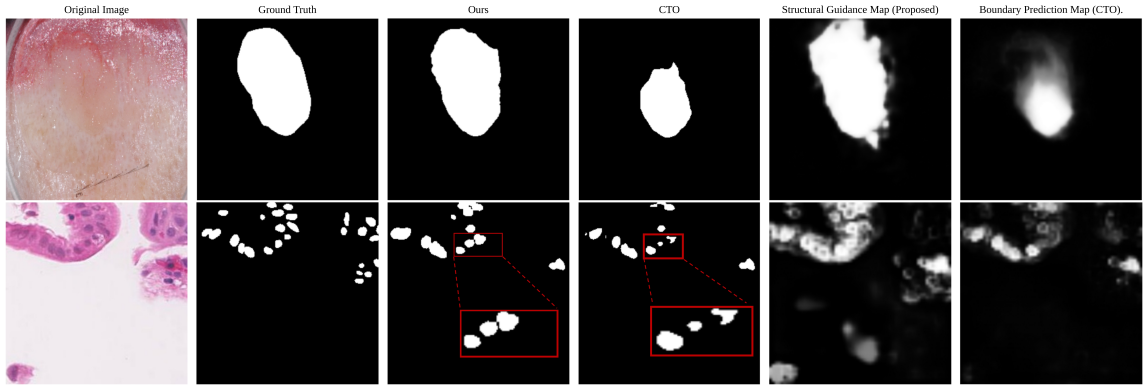 Original Image
Ground Truth
Ours
CTO
Structural Guidance Map (Proposed)
Boundary Prediction Map (CTO).